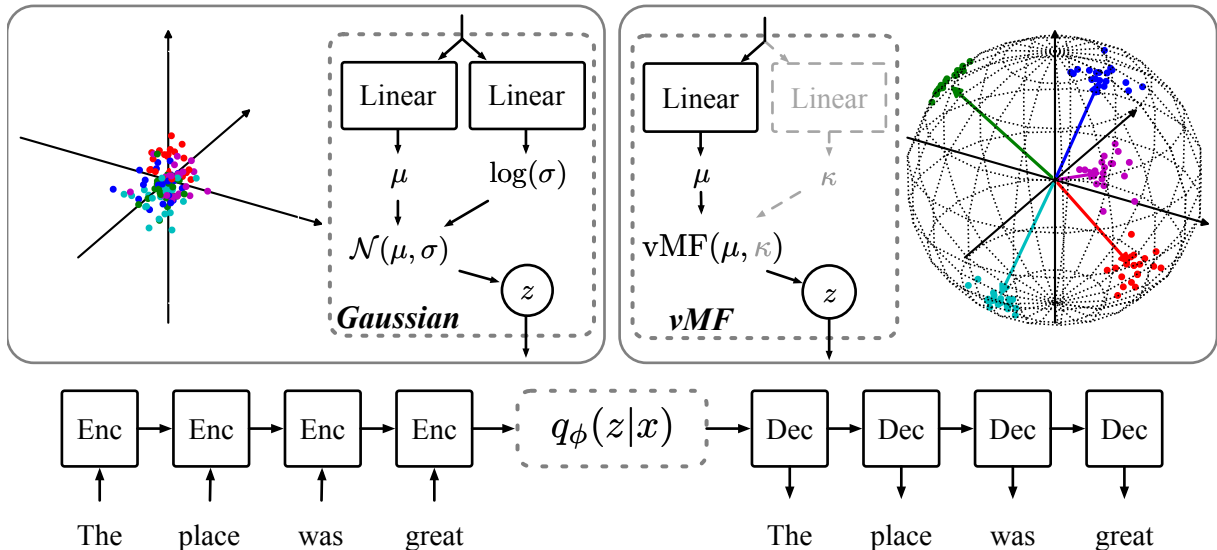 Linear Linear
μ log(σ)
𝒩(μ, σ)
z
Gaussian
Linear Linear
μ κ
vMF(μ, κ)
z
vMF
Enc Enc Enc Enc q_ϕ(z|x) Dec Dec Dec Dec
The place was great The place was great